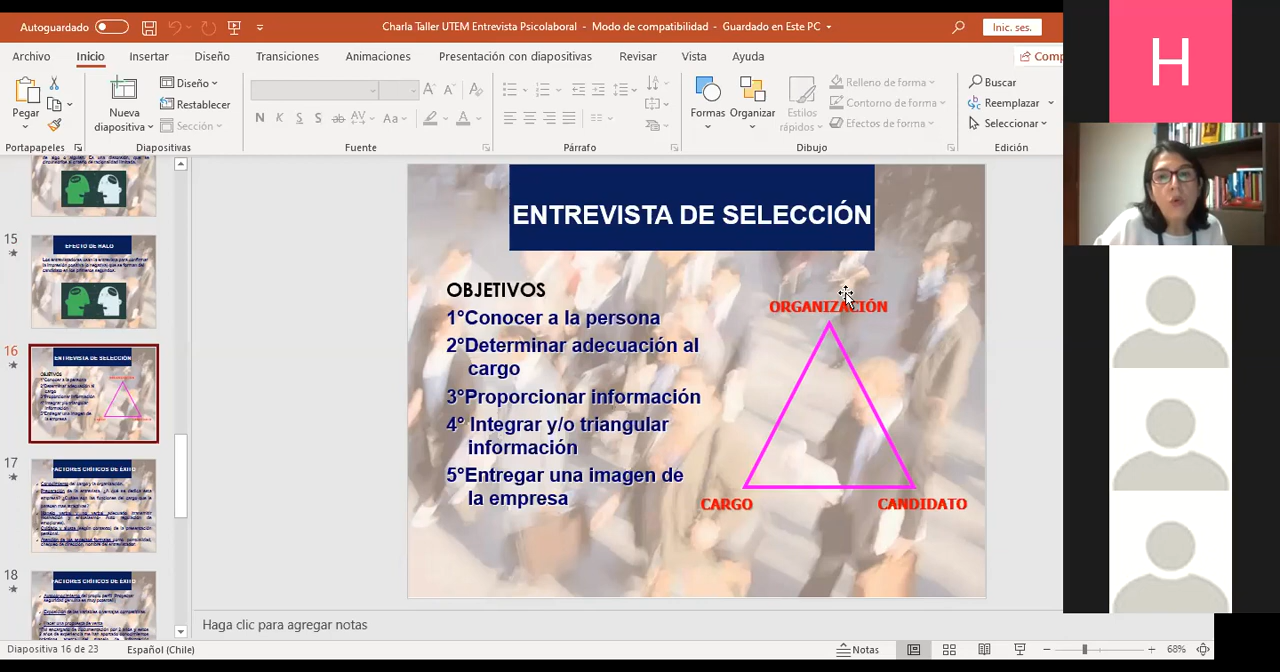 Autoguardado
Charla Taller UTEM Entrevista Psicolaboral - Modo de compatibilidad - Guardado en Este PC
Inic. ses.
Archivo Inicio Insertar Diseño Transiciones Animaciones Presentación con diapositivas Revisar Vista Ayuda
Pegar
Nueva diapositiva
Diseño
Restablecer
Sección
N K S S ab AV Aa A
Formas Organizar Estilos rápidos
Relleno de forma
Contorno de forma
Efectos de forma
Buscar
Reemplazar
Seleccionar
Portapapeles Diapositivas Fuente Párrafo Dibujo Edición
15
EFECTO DE HALO
16
ENTREVISTA DE SELECCIÓN
OBJETIVOS
17
FACTORES CRÍTICOS DE ÉXITO
18
FACTORES CRÍTICOS DE ÉXITO
ENTREVISTA DE SELECCIÓN
OBJETIVOS
1°Conocer a la persona
2°Determinar adecuación al
cargo
3°Proporcionar información
4° Integrar y/o triangular
información
5°Entregar una imagen de
la empresa
ORGANIZACIÓN
CARGO CANDIDATO
Haga clic para agregar notas
Diapositiva 16 de 23 Español (Chile) Notas 68%
H